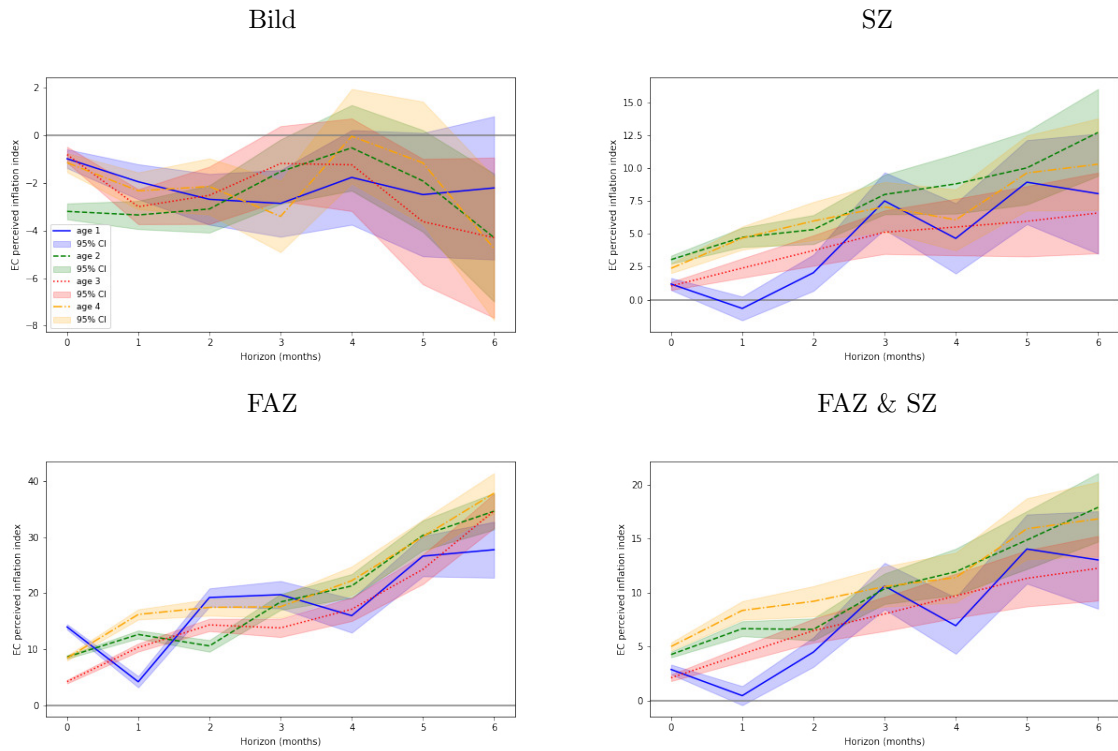 Bild
SZ
EC perceived inflation index
2
0
−2
−4
−6
−8
age 1
95% CI
age 2
95% CI
age 3
95% CI
age 4
95% CI
0 1 2 3 4 5 6
Horizon (months)
EC perceived inflation index
15.0
12.5
10.0
7.5
5.0
2.5
0.0
0 1 2 3 4 5 6
Horizon (months)
FAZ
FAZ & SZ
EC perceived inflation index
40
30
20
10
0
0 1 2 3 4 5 6
Horizon (months)
EC perceived inflation index
20
15
10
5
0
0 1 2 3 4 5 6
Horizon (months)